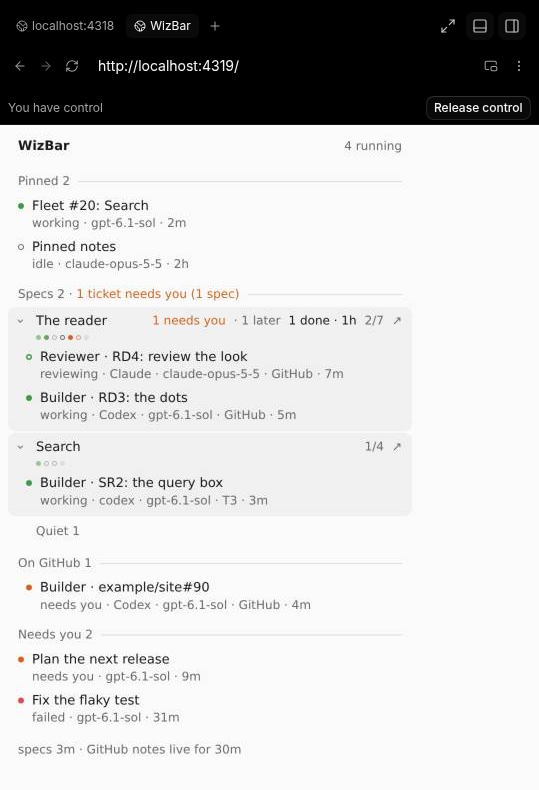 localhost:4318 WizBar
http://localhost:4319/
You have control Release control
WizBar 4 running
Pinned 2
Fleet #20: Search
working · gpt-6.1-sol · 2m
Pinned notes
idle · claude-opus-5-5 · 2h
Specs 2 · 1 ticket needs you (1 spec)
The reader 1 needs you · 1 later 1 done · 1h 2/7 ↗
Reviewer · RD4: review the look
reviewing · Claude · claude-opus-5-5 · GitHub · 7m
Builder · RD3: the dots
working · Codex · gpt-6.1-sol · GitHub · 5m
Search 1/4 ↗
Builder · SR2: the query box
working · codex · gpt-6.1-sol · T3 · 3m
Quiet 1
On GitHub 1
Builder · example/site#90
needs you · Codex · gpt-6.1-sol · GitHub · 4m
Needs you 2
Plan the next release
needs you · gpt-6.1-sol · 9m
Fix the flaky test
failed · gpt-6.1-sol · 31m
specs 3m · GitHub notes live for 30m